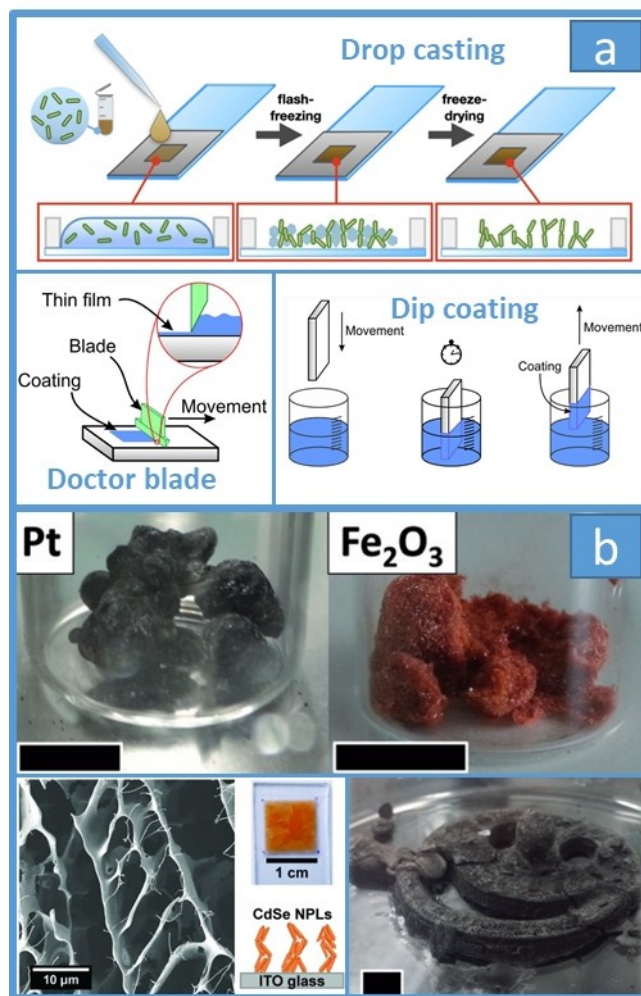 Drop casting
a
flash-
freezing
freeze-
drying
Thin film
Blade
Coating
Movement
Doctor blade
Dip coating
Movement
Movement
Coating
Pt
Fe₂O₃
b
10 µm
1 cm
CdSe NPLs
ITO glass